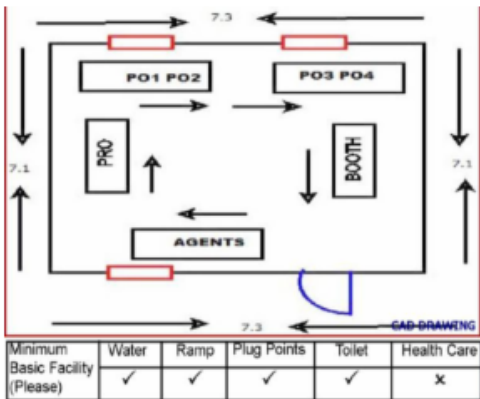 7.3
PO1 PO2
PO3 PO4
7.1
PRO
BOOTH
7.1
AGENTS
7.3
CAD DRAWING
Minimum Basic Facility (Please)
Water
Ramp
Plug Points
Toilet
Health Care
✓ ✓ ✓ ✓ x